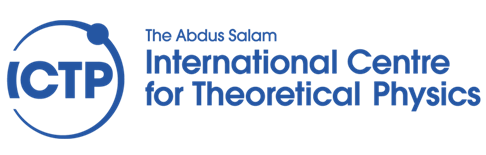 ICTP
The Abdus Salam
International Centre
for Theoretical Physics